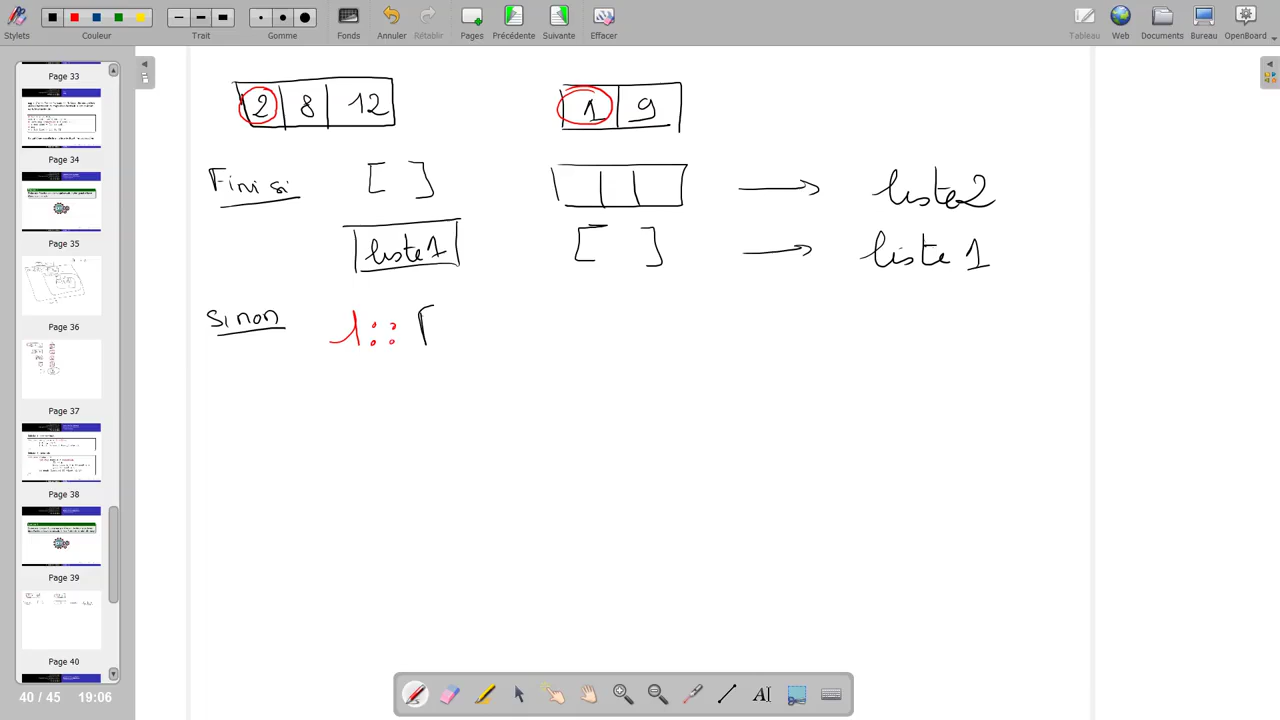 Stylets Couleur Trait Gomme Fonds Annuler Rétablir Pages Précédente Suivante Effacer Tableau Web Documents Bureau OpenBoard
Page 33
Page 34
Page 35
Page 36
Page 37
Page 38
Page 39
Page 40
40 / 45 19:06
2 8 12 1 9
Fini si [ ] → liste2
liste1 [ ] → liste 1
Sinon 1:: [